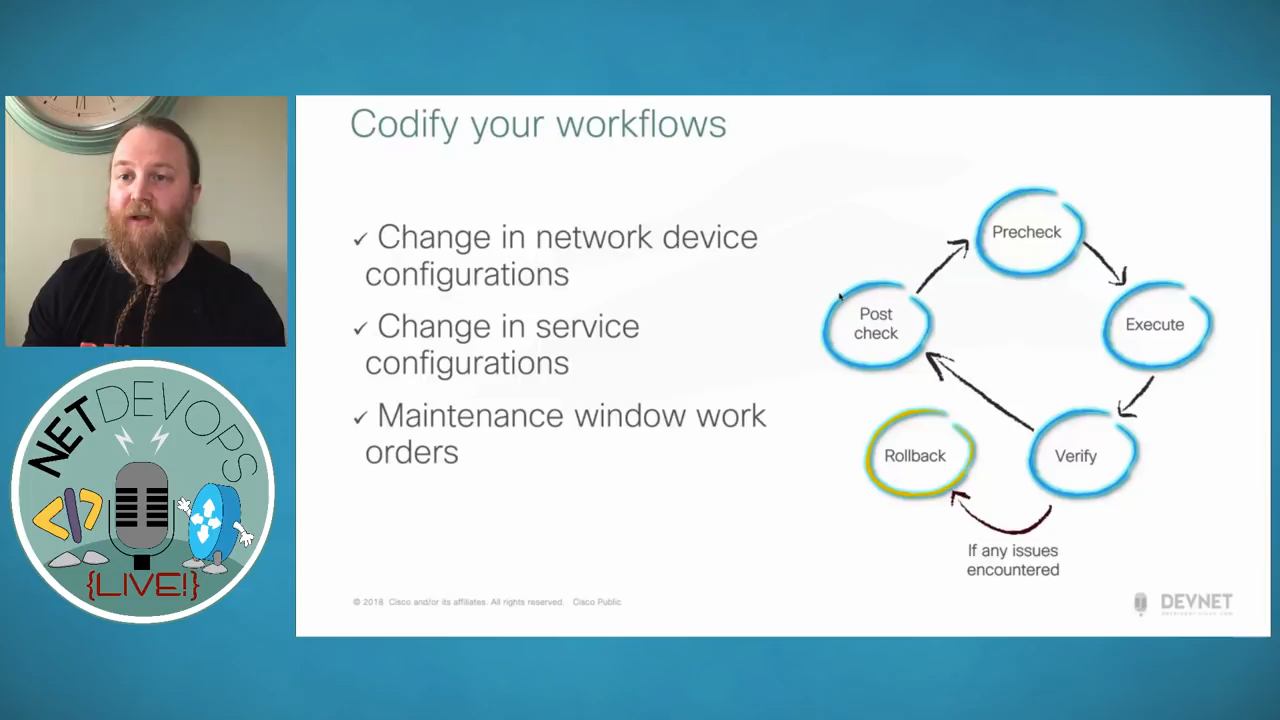 Codify your workflows
✓ Change in network device
configurations
✓ Change in service
configurations
✓ Maintenance window work
orders
Precheck
Execute
Verify
Post
check
Rollback
If any issues
encountered
© 2018 Cisco and/or its affiliates. All rights reserved. Cisco Public
DEVNET
NETDEVOPS
</>
{LIVE!}